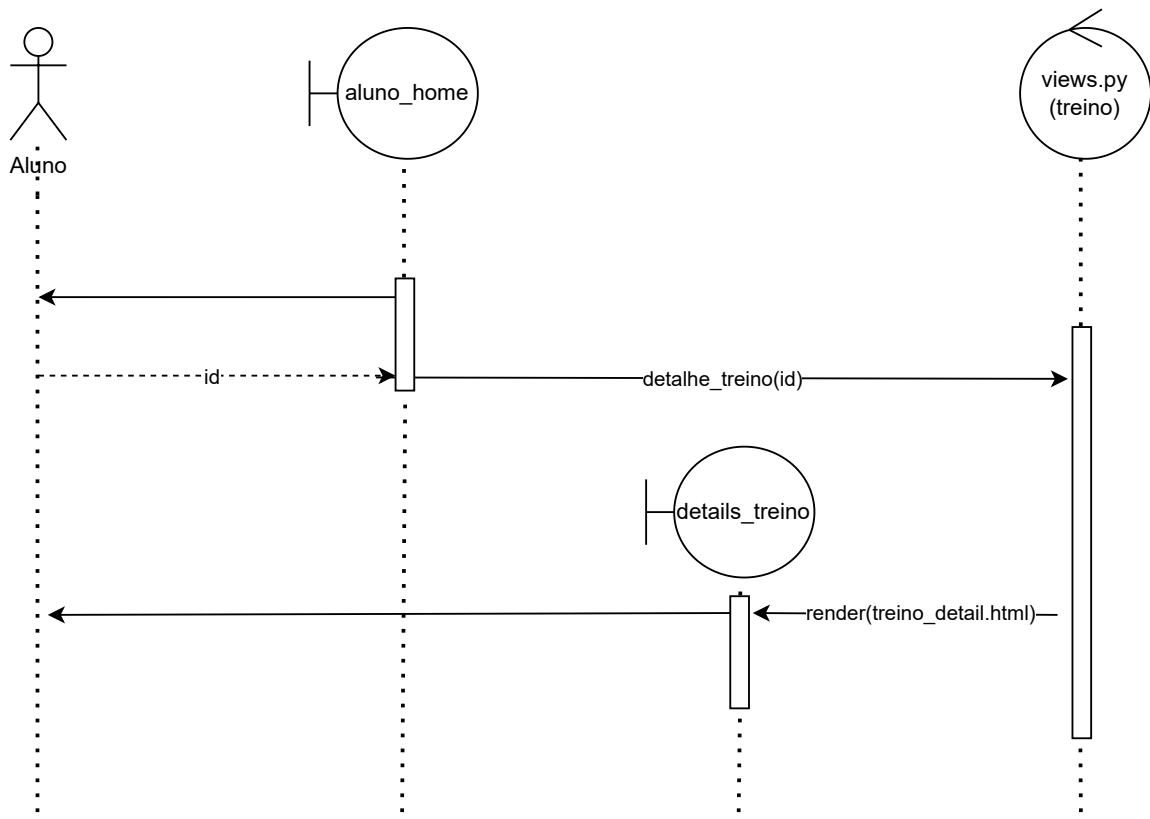 aluno_home
views.py
(treino)
Aluno
id
detalhe_treino(id)
details_treino
render(treino_detail.html)